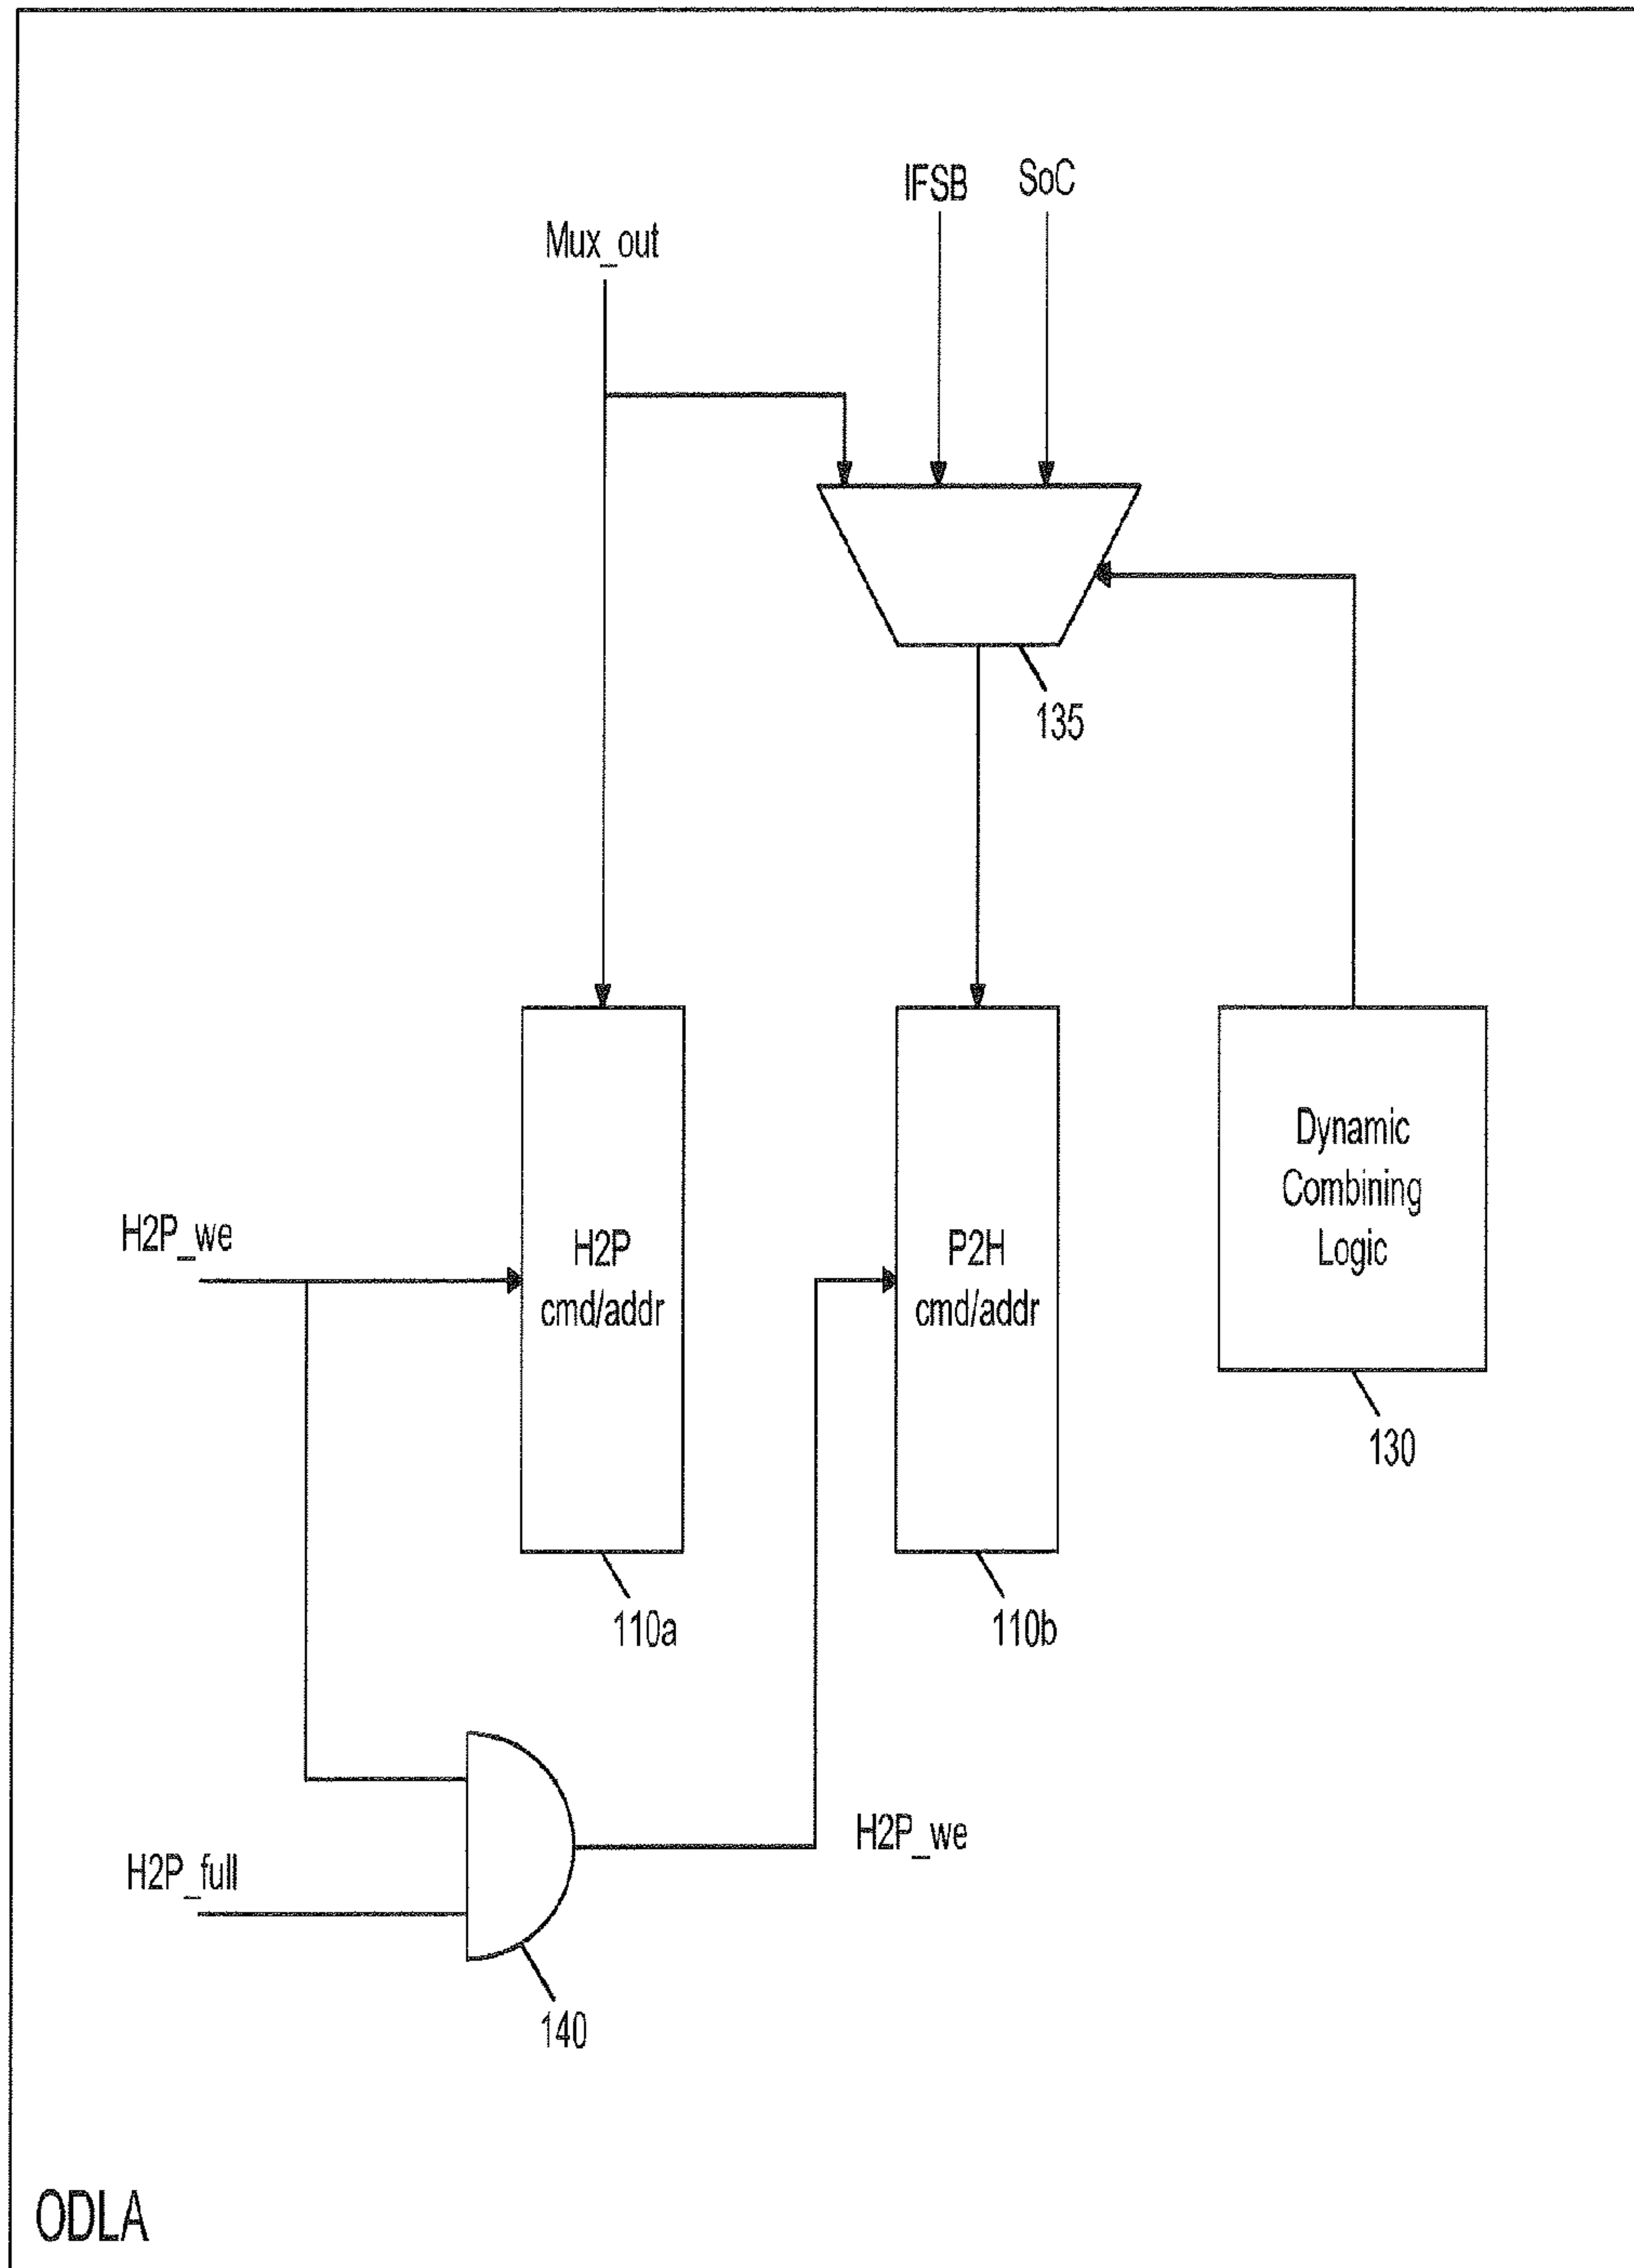 IFSB
SoC
Mux_out
135
H2P_we
H2P
cmd/addr
P2H
cmd/addr
Dynamic
Combining
Logic
130
110a
110b
H2P_full
H2P_we
140
ODLA